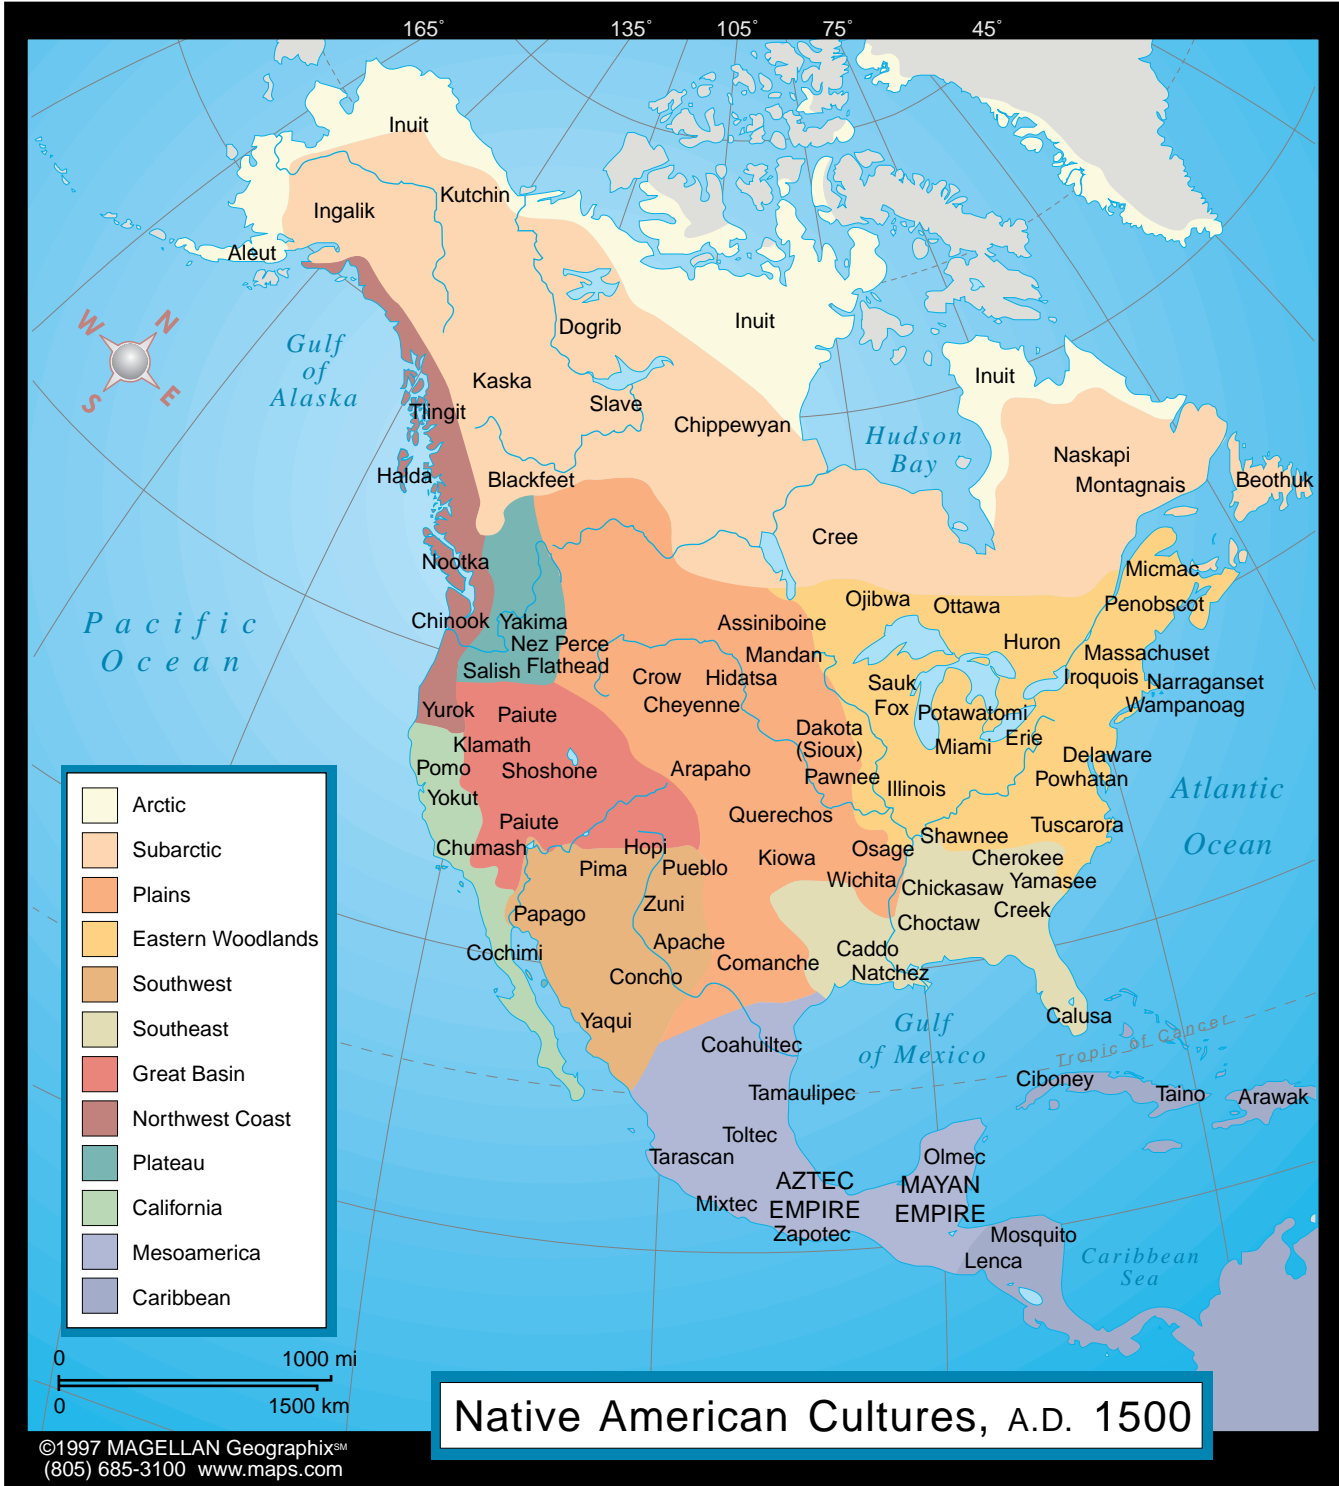 165° 135° 105° 75° 45°
Inuit
Kutchin
Ingalik
Aleut
Dogrib
Inuit
N
W
S
E
Gulf
of
Alaska
Kaska
Slave
Inuit
Tlingit
Chippewyan
Hudson
Bay
Naskapi
Montagnais
Beothuk
Halda
Blackfeet
Cree
Nootka
Micmac
Penobscot
Ojibwa
Ottawa
Pacific
Ocean
Chinook
Yakima
Assiniboine
Huron
Nez Perce
Mandan
Massachuset
Salish
Flathead
Crow
Hidatsa
Sauk
Iroquois
Narraganset
Cheyenne
Fox
Potawatomi
Wampanoag
Yurok
Paiute
Dakota
(Sioux)
Miami
Erie
Delaware
Klamath
Pomo
Shoshone
Arapaho
Pawnee
Illinois
Powhatan
Atlantic
Ocean
Yokut
Paiute
Querechos
Shawnee
Tuscarora
Chumash
Hopi
Pima
Pueblo
Kiowa
Osage
Cherokee
Wichita
Chickasaw
Yamasee
Papago
Zuni
Choctaw
Creek
Cochimi
Apache
Caddo
Concho
Comanche
Natchez
Yaqui
Calusa
Gulf
of Mexico
Tropic of Cancer
Coahuiltec
Ciboney
Taino
Arawak
Tamaulipec
Toltec
Tarascan
Olmec
AZTEC
EMPIRE
MAYAN
EMPIRE
Mixtec
Zapotec
Mosquito
Lenca
Caribbean
Sea
Arctic
Subarctic
Plains
Eastern Woodlands
Southwest
Southeast
Great Basin
Northwest Coast
Plateau
California
Mesoamerica
Caribbean
0 1000 mi
0 1500 km
Native American Cultures, A.D. 1500
©1997 MAGELLAN Geographix℠
(805) 685-3100 www.maps.com